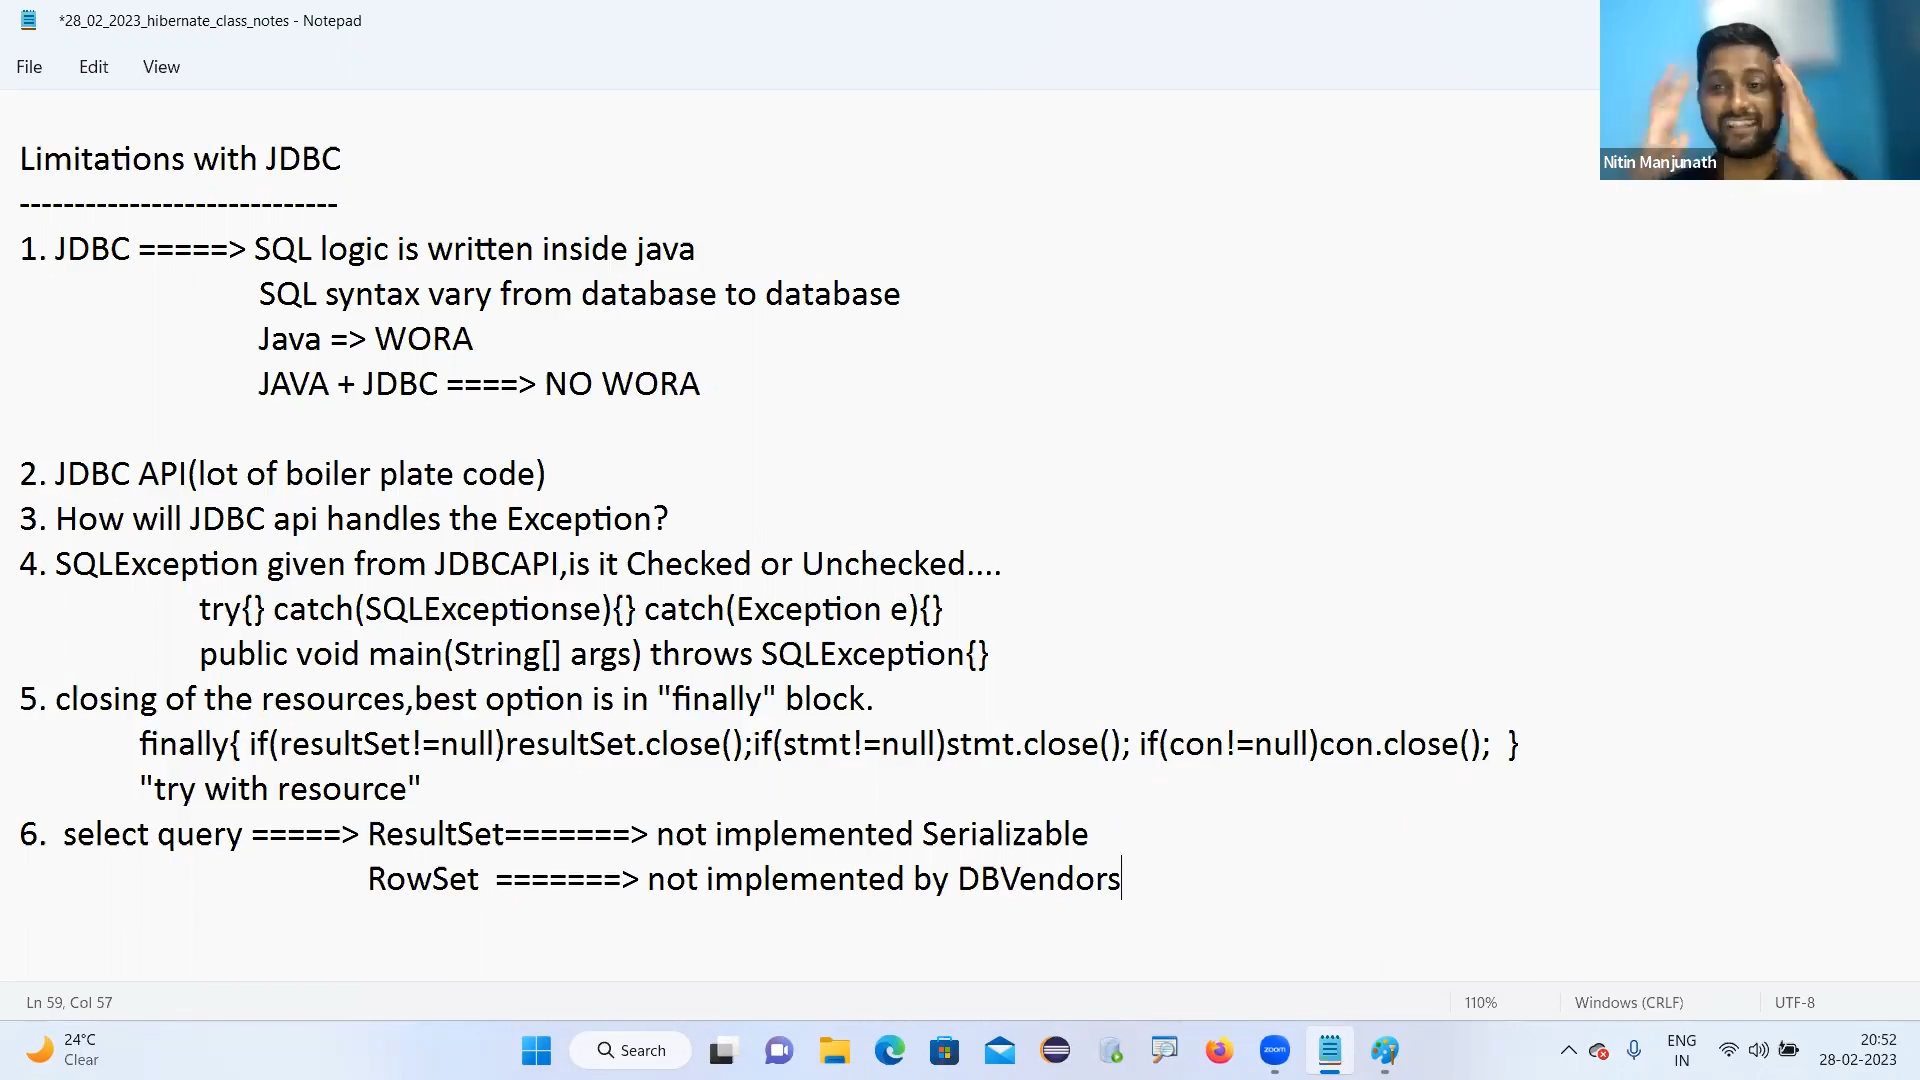 *28_02_2023_hibernate_class_notes - Notepad
File Edit View
Nitin Manjunath
Limitations with JDBC
-----------------------------
1. JDBC =====> SQL logic is written inside java
SQL syntax vary from database to database
Java => WORA
JAVA + JDBC ====> NO WORA
2. JDBC API(lot of boiler plate code)
3. How will JDBC api handles the Exception?
4. SQLException given from JDBCAPI,is it Checked or Unchecked....
try{} catch(SQLExceptionse){} catch(Exception e){}
public void main(String[] args) throws SQLException{}
5. closing of the resources,best option is in "finally" block.
finally{ if(resultSet!=null)resultSet.close();if(stmt!=null)stmt.close(); if(con!=null)con.close();  }
"try with resource"
6.  select query =====> ResultSet=======> not implemented Serializable
RowSet  =======> not implemented by DBVendors
Ln 59, Col 57 110% Windows (CRLF) UTF-8
24°C
Clear
Search
zoom
ENG
IN
20:52
28-02-2023